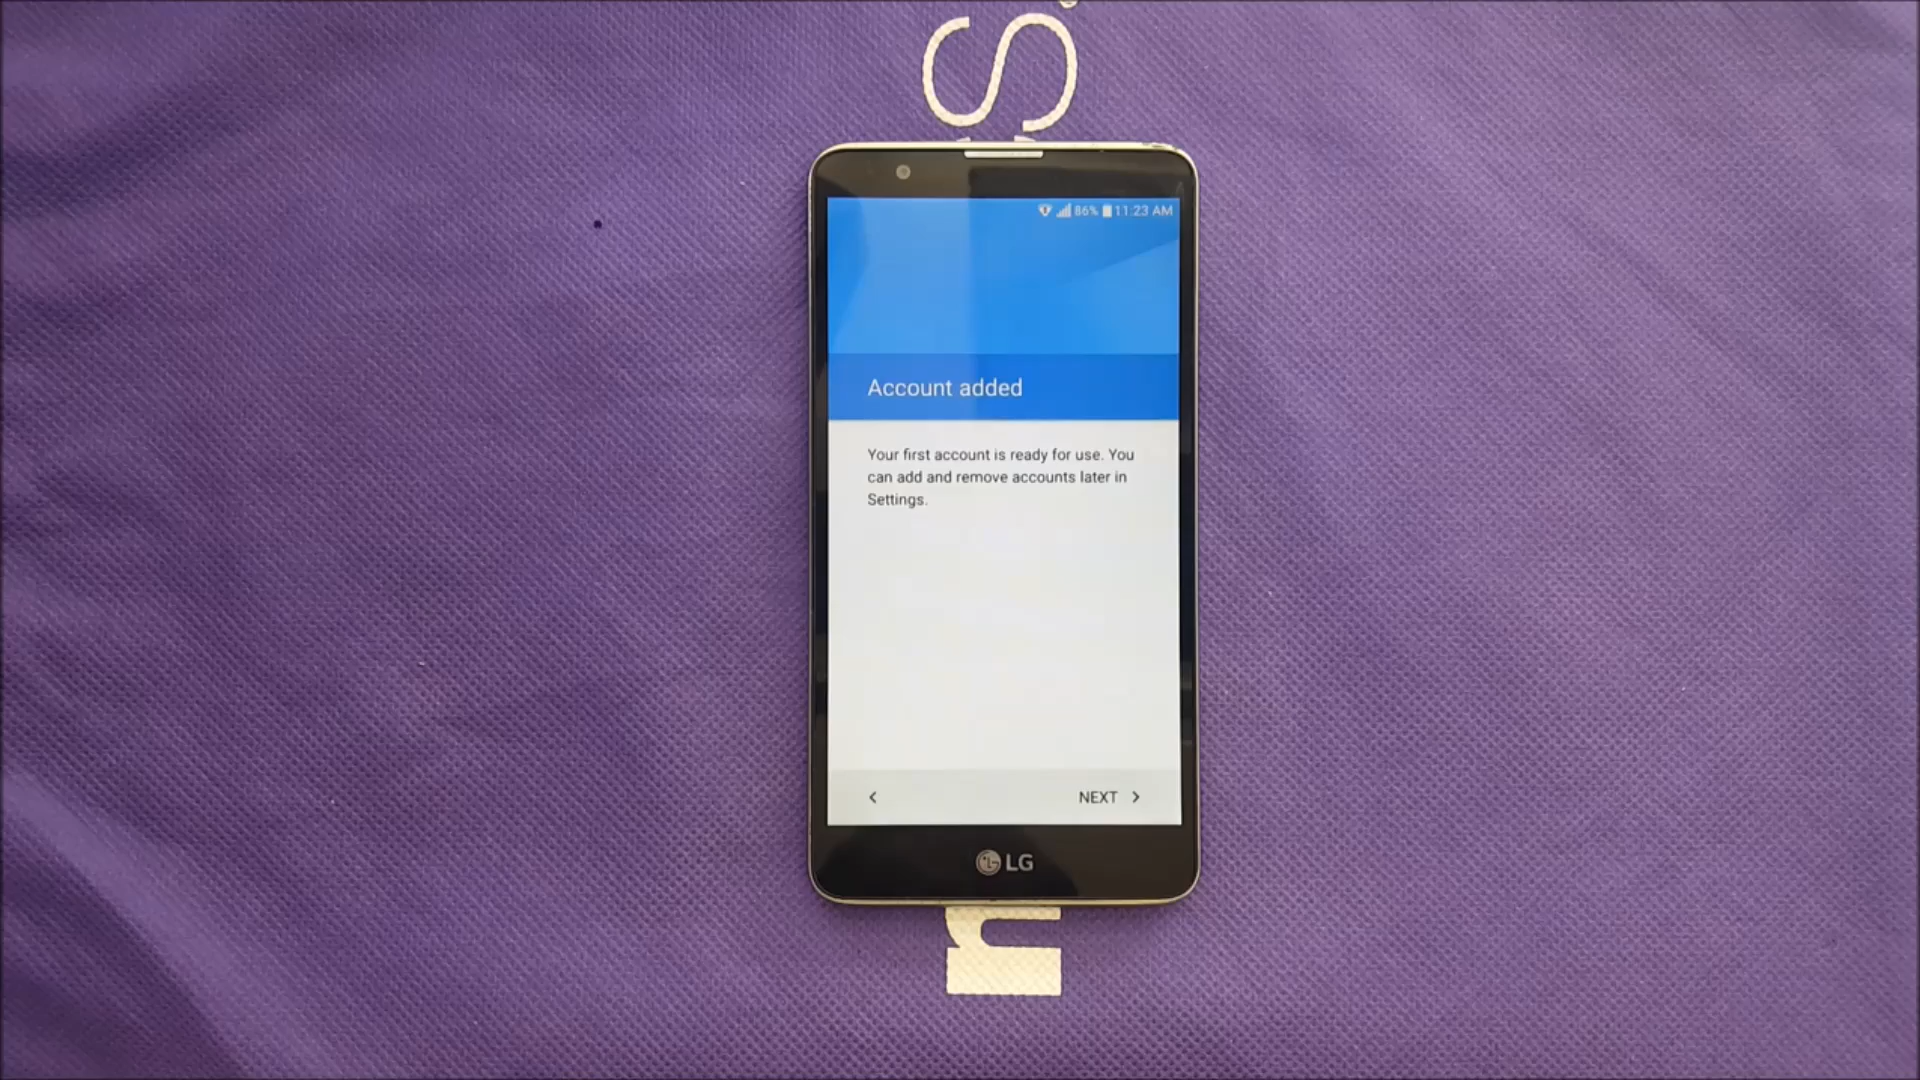 S
86% 11:23 AM
Account added
Your first account is ready for use. You
can add and remove accounts later in
Settings.
NEXT
LG